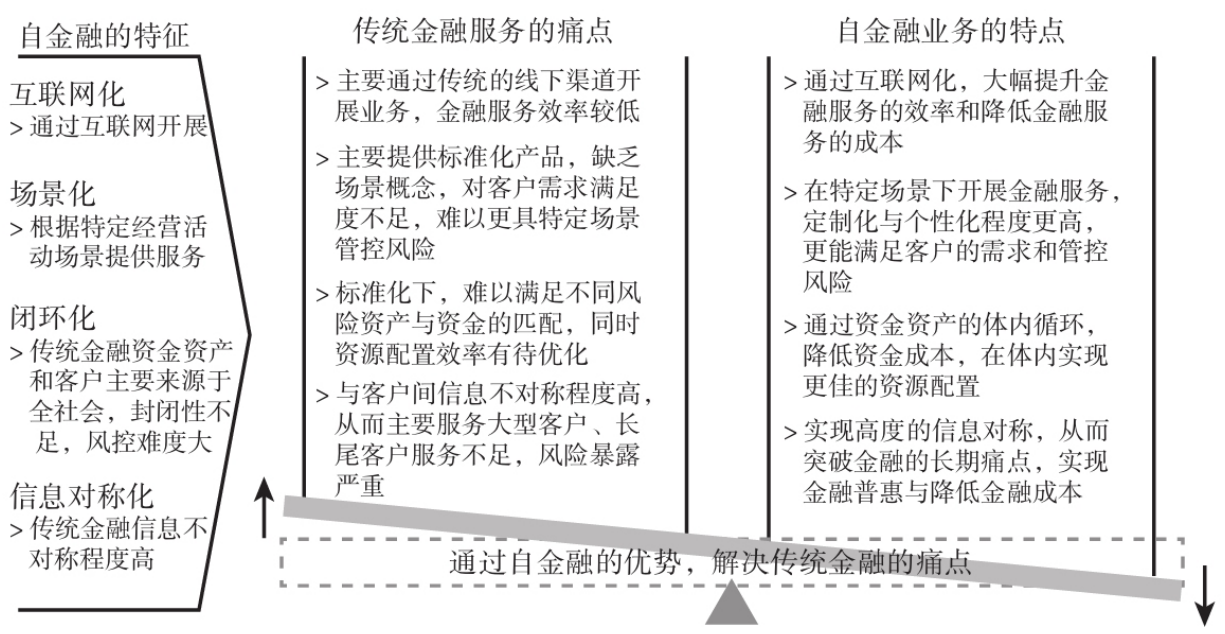 自金融的特征
互联网化
> 通过互联网开展
场景化
> 根据特定经营活
动场景提供服务
闭环化
> 传统金融资金资产
和客户主要来源于
全社会，封闭性不
足，风控难度大
信息对称化
> 传统金融信息不
对称程度高
传统金融服务的痛点
> 主要通过传统的线下渠道开
展业务，金融服务效率较低
> 主要提供标准化产品，缺乏
场景概念，对客户需求满足
度不足，难以更具特定场景
管控风险
> 标准化下，难以满足不同风
险资产与资金的匹配，同时
资源配置效率有待优化
> 与客户间信息不对称程度高，
从而主要服务大型客户、长
尾客户服务不足，风险暴露
严重
自金融业务的特点
> 通过互联网化，大幅提升金
融服务的效率和降低金融服
务的成本
> 在特定场景下开展金融服务，
定制化与个性化程度更高，
更能满足客户的需求和管控
风险
> 通过资金资产的体内循环，
降低资金成本，在体内实现
更佳的资源配置
> 实现高度的信息对称，从而
突破金融的长期痛点，实现
金融普惠与降低金融成本
通过自金融的优势，解决传统金融的痛点